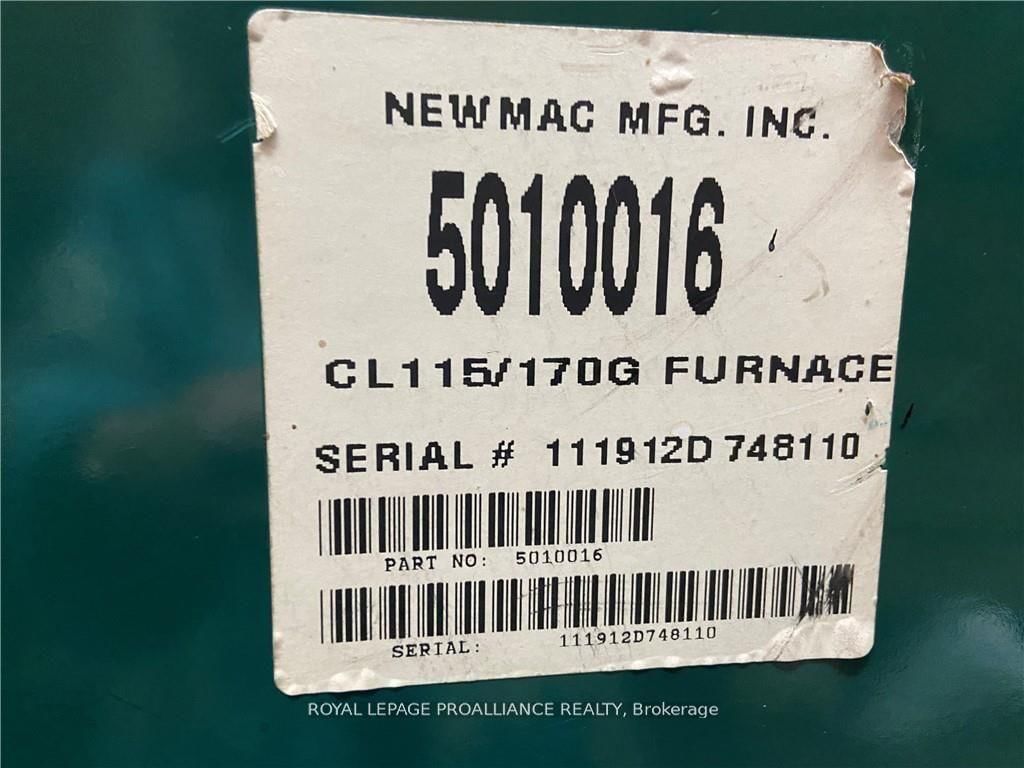 NEWMAC MFG. INC.
5010016
CL115/170G FURNACE
SERIAL # 111912D748110
PART NO: 5010016
SERIAL: 111912D748110
ROYAL LEPAGE PROALLIANCE REALTY, Brokerage